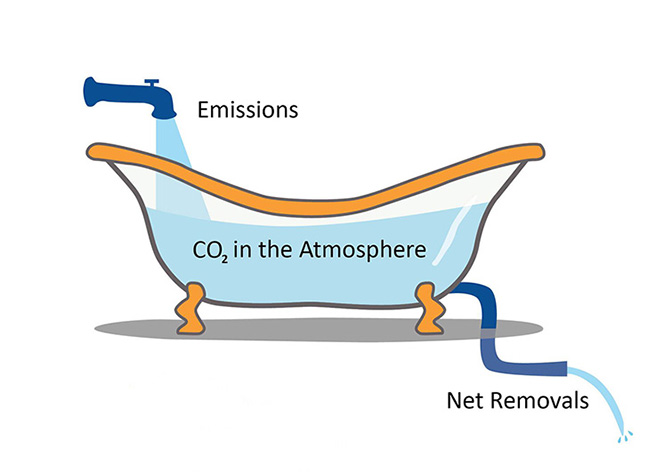 Emissions
CO₂ in the Atmosphere
Net Removals